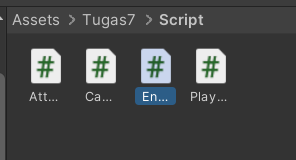 Assets > Tugas7 > Script
# # # #
Att... Ca... En... Play...